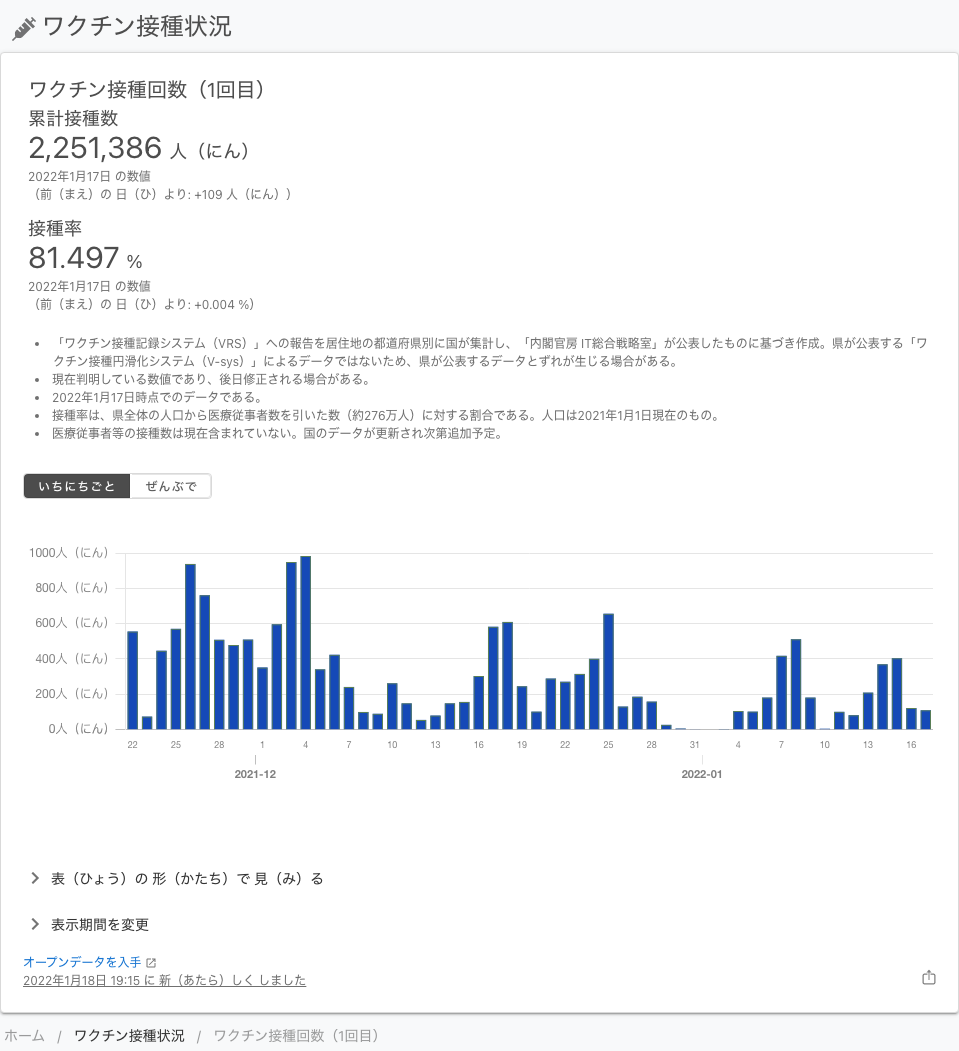 ワクチン接種状況
ワクチン接種回数（1回目）
累計接種数
2,251,386 人（にん）
2022年1月17日 の数値
（前（まえ）の 日（ひ）より: +109 人（にん））
接種率
81.497 %
2022年1月17日 の数値
（前（まえ）の 日（ひ）より: +0.004 %）
• 「ワクチン接種記録システム（VRS）」への報告を居住地の都道府県別に国が集計し、「内閣官房 IT総合戦略室」が公表したものに基づき作成。県が公表する「ワ
クチン接種円滑化システム（V-sys）」によるデータではないため、県が公表するデータとずれが生じる場合がある。
• 現在判明している数値であり、後日修正される場合がある。
• 2022年1月17日時点でのデータである。
• 接種率は、県全体の人口から医療従事者数を引いた数（約276万人）に対する割合である。人口は2021年1月1日現在のもの。
• 医療従事者等の接種数は現在含まれていない。国のデータが更新され次第追加予定。
いちにちごと ぜんぶで
1000人（にん）
800人（にん）
600人（にん）
400人（にん）
200人（にん）
0人（にん）
22 25 28 1 4 7 10 13 16 19 22 25 28 31 4 7 10 13 16
2021-12 2022-01
表（ひょう）の 形（かたち）で 見（み）る
表示期間を変更
オープンデータを入手
2022年1月18日 19:15 に 新（あたら）しく しました
ホーム / ワクチン接種状況 / ワクチン接種回数（1回目）